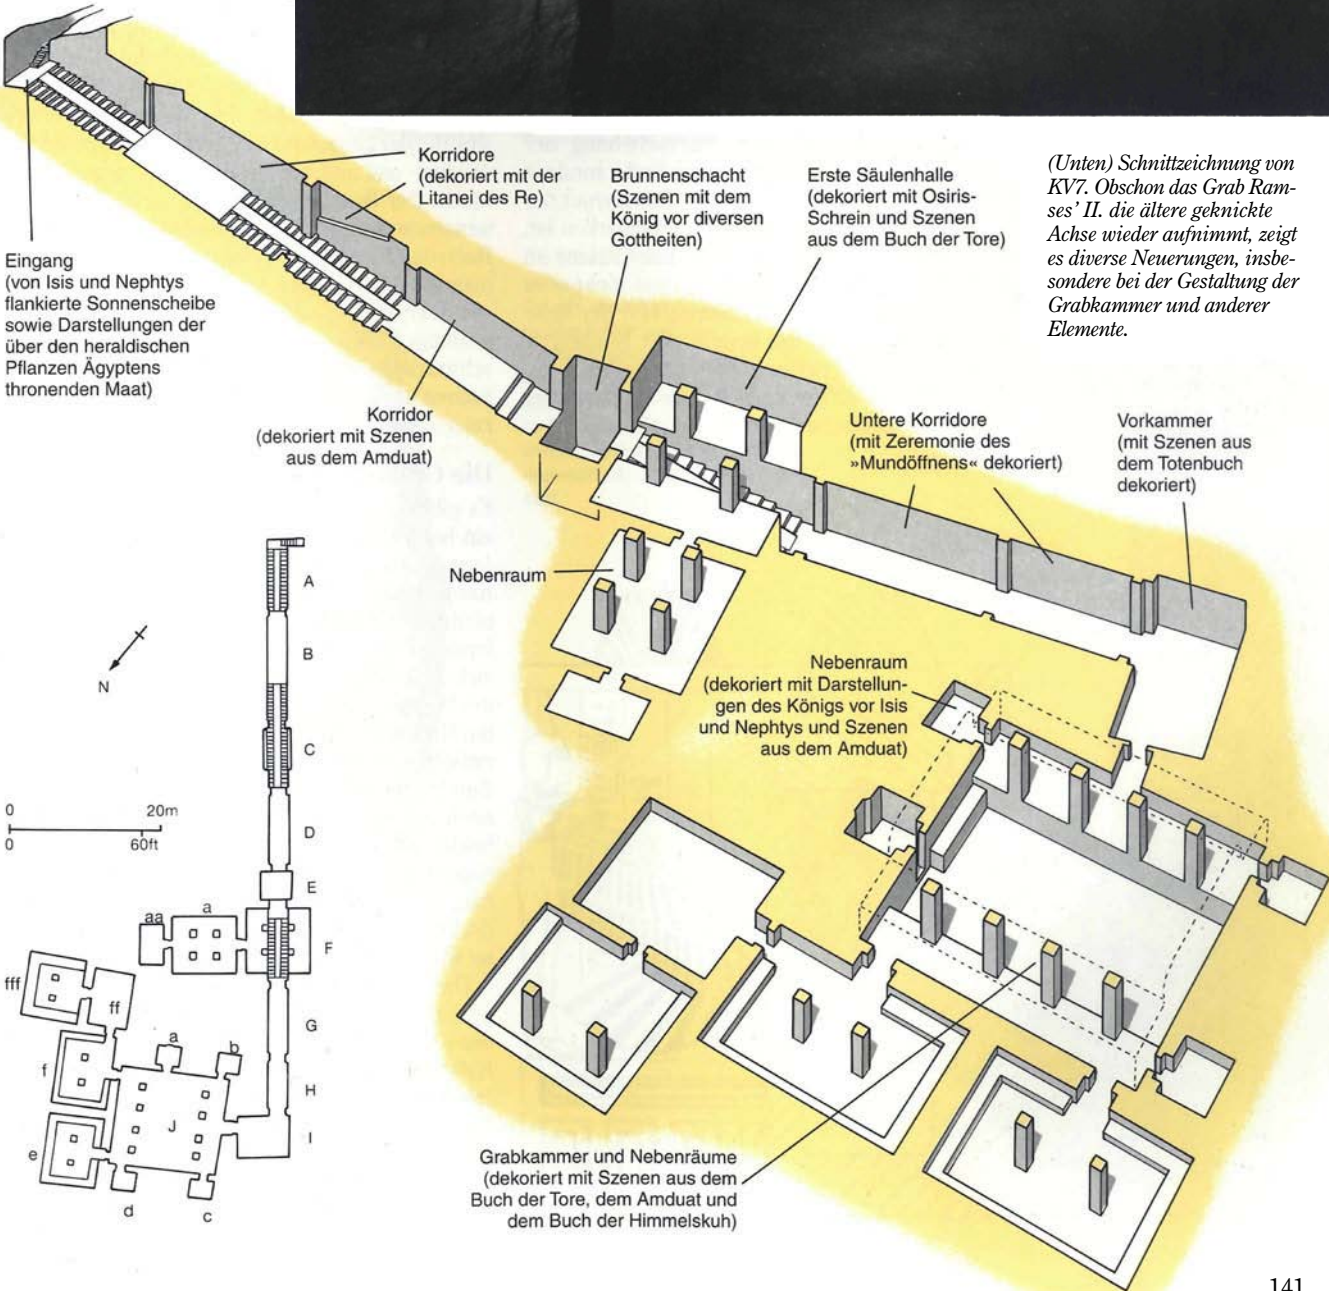 (Unten) Schnittzeichnung von
KV7. Obschon das Grab Ram-
ses’ II. die ältere geknickte
Achse wieder aufnimmt, zeigt
es diverse Neuerungen, insbe-
sondere bei der Gestaltung der
Grabkammer und anderer
Elemente.
Eingang
(von Isis und Nephtys
flankierte Sonnenscheibe
sowie Darstellungen der
über den heraldischen
Pflanzen Ägyptens
thronenden Maat)
Korridore
(dekoriert mit der
Litanei des Re)
Brunnenschacht
(Szenen mit dem
König vor diversen
Gottheiten)
Erste Säulenhalle
(dekoriert mit Osiris-
Schrein und Szenen
aus dem Buch der Tore)
Korridor
(dekoriert mit Szenen
aus dem Amduat)
Untere Korridore
(mit Zeremonie des
»Mundöffnens« dekoriert)
Vorkammer
(mit Szenen aus
dem Totenbuch
dekoriert)
Nebenraum
Nebenraum
(dekoriert mit Darstellun-
gen des Königs vor Isis
und Nephtys und Szenen
aus dem Amduat)
Grabkammer und Nebenräume
(dekoriert mit Szenen aus dem
Buch der Tore, dem Amduat und
dem Buch der Himmelskuh)
N
0 20m
0 60ft
A
B
C
D
E
aa a
F
fff ff
G
a b
f
H
J
I
e
d
c
141